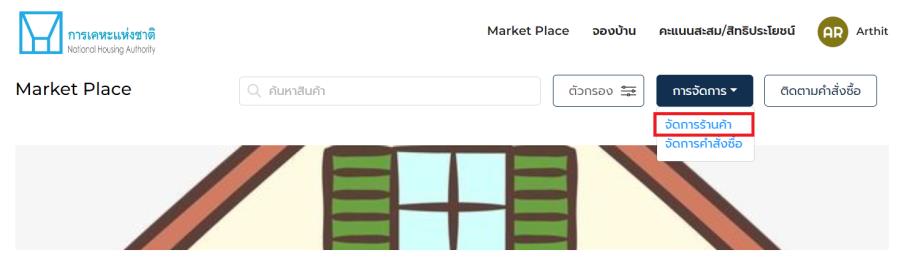 การเคหะแห่งชาติ
National Housing Authority
Market Place จองบ้าน คะแนนสะสม/สิทธิประโยชน์ AR Arthit
Market Place ค้นหาสินค้า ตัวกรอง การจัดการ ติดตามคำสั่งซื้อ
จัดการร้านค้า
จัดการคำสั่งซื้อ